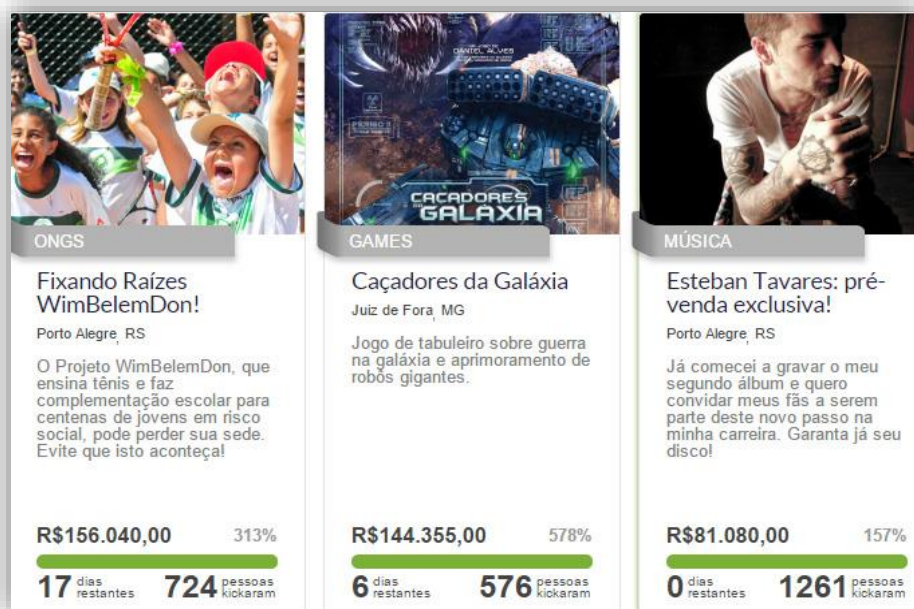 ONGS
Fixando Raízes
WimBelemDon!
Porto Alegre, RS
O Projeto WimBelemDon, que
ensina tênis e faz
complementação escolar para
centenas de jovens em risco
social, pode perder sua sede.
Evite que isto aconteça!
R$156.040,00 313%
17 dias restantes 724 pessoas kickaram
DANIEL ALVES
CAÇADORES
GALÁXIA
GAMES
Caçadores da Galáxia
Juiz de Fora, MG
Jogo de tabuleiro sobre guerra
na galáxia e aprimoramento de
robôs gigantes.
R$144.355,00 578%
6 dias restantes 576 pessoas kickaram
MÚSICA
Esteban Tavares: pré-
venda exclusiva!
Porto Alegre, RS
Já comecei a gravar o meu
segundo álbum e quero
convidar meus fãs a serem
parte deste novo passo na
minha carreira. Garanta já seu
disco!
R$81.080,00 157%
0 dias restantes 1261 pessoas kickaram